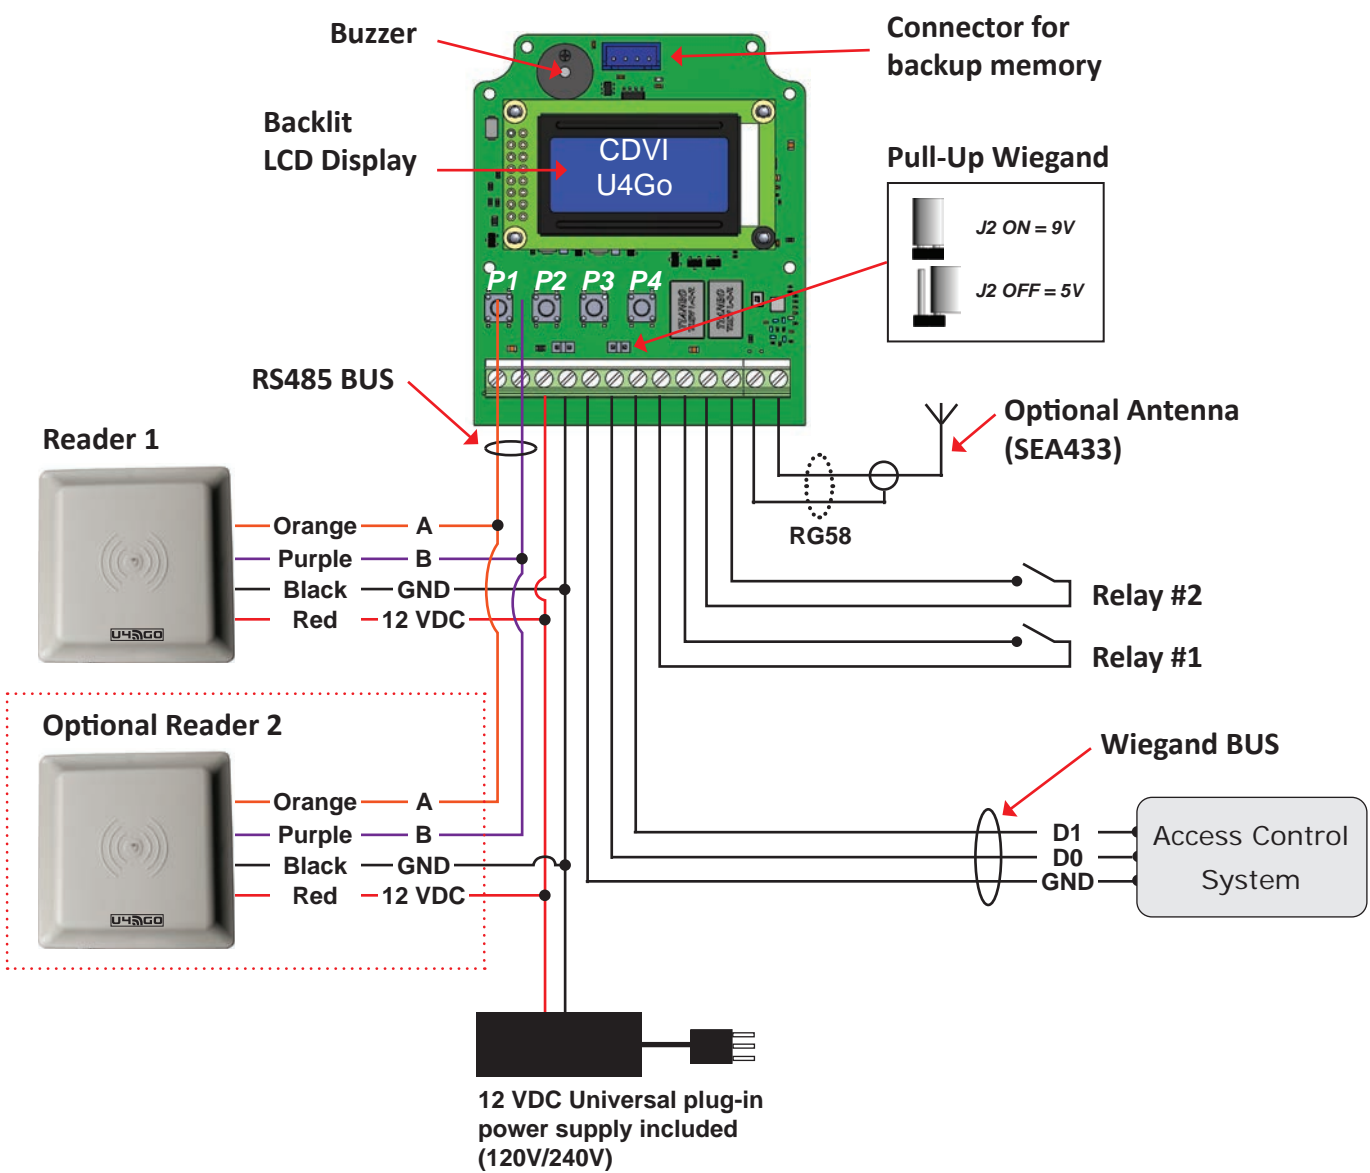 Buzzer
Connector for
backup memory
Backlit
LCD Display
CDVI
U4Go
Pull-Up Wiegand
J2 ON = 9V
J2 OFF = 5V
P1 P2 P3 P4
RS485 BUS
Optional Antenna
(SEA433)
RG58
Reader 1
Orange A
Purple B
Black GND
Red 12 VDC
U4GO
Relay #2
Relay #1
Optional Reader 2
Orange A
Purple B
Black GND
Red 12 VDC
U4GO
Wiegand BUS
D1
D0
GND
Access Control
System
12 VDC Universal plug-in
power supply included
(120V/240V)